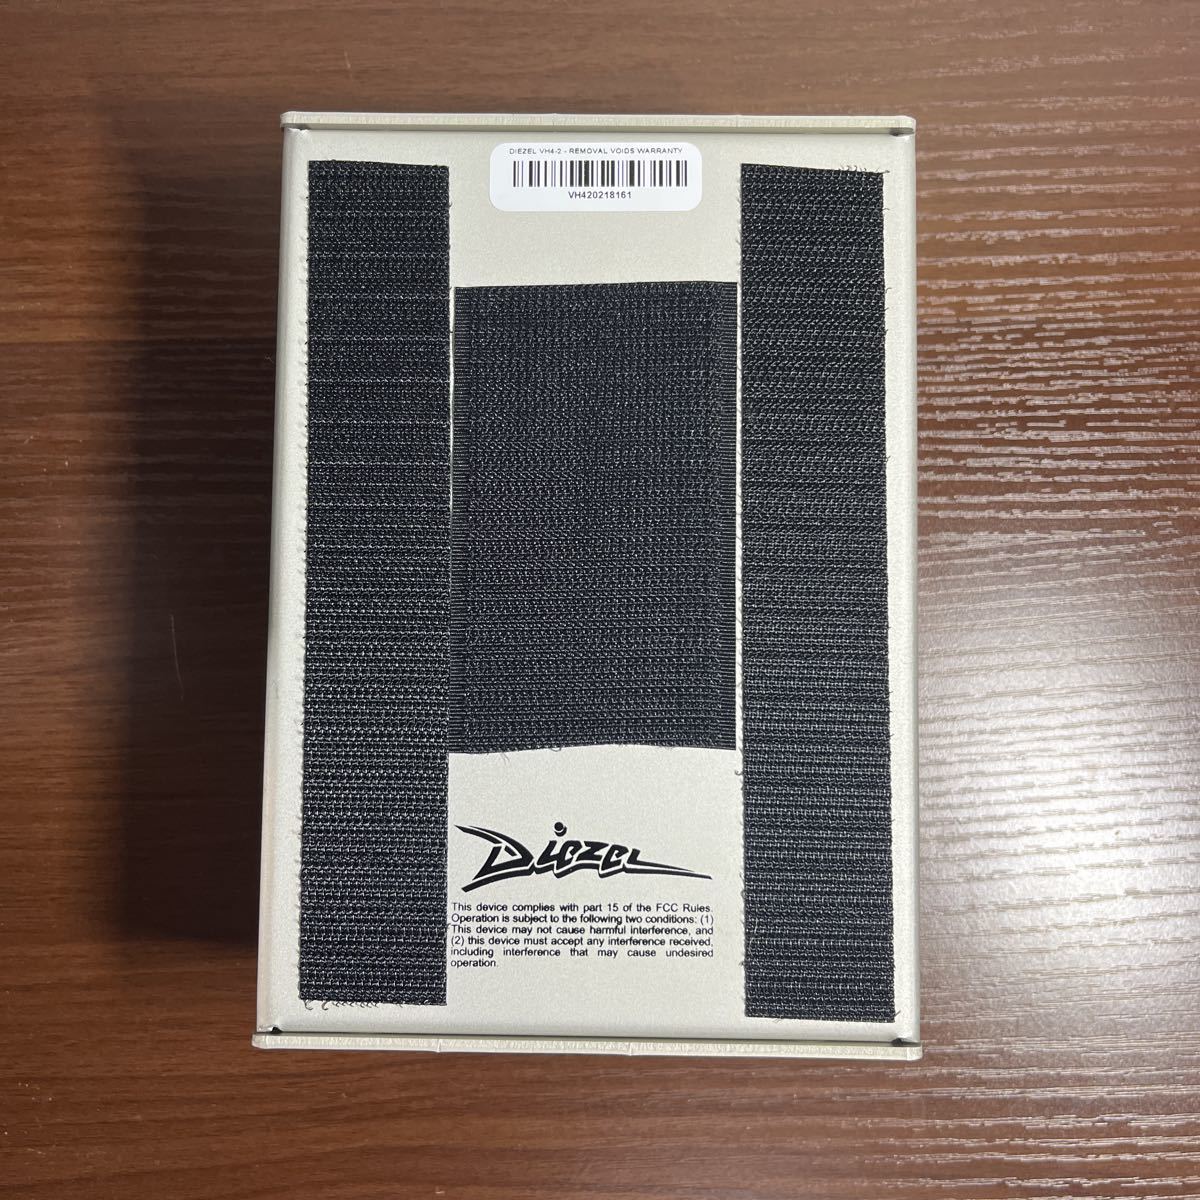 DIEZEL VH4-2 - REMOVAL VOIDS WARRANTY
VH420218161
Diezel
This device complies with part 15 of the FCC Rules.
Operation is subject to the following two conditions: (1)
This device may not cause harmful interference, and
(2) this device must accept any interference received,
including interference that may cause undesired
operation.